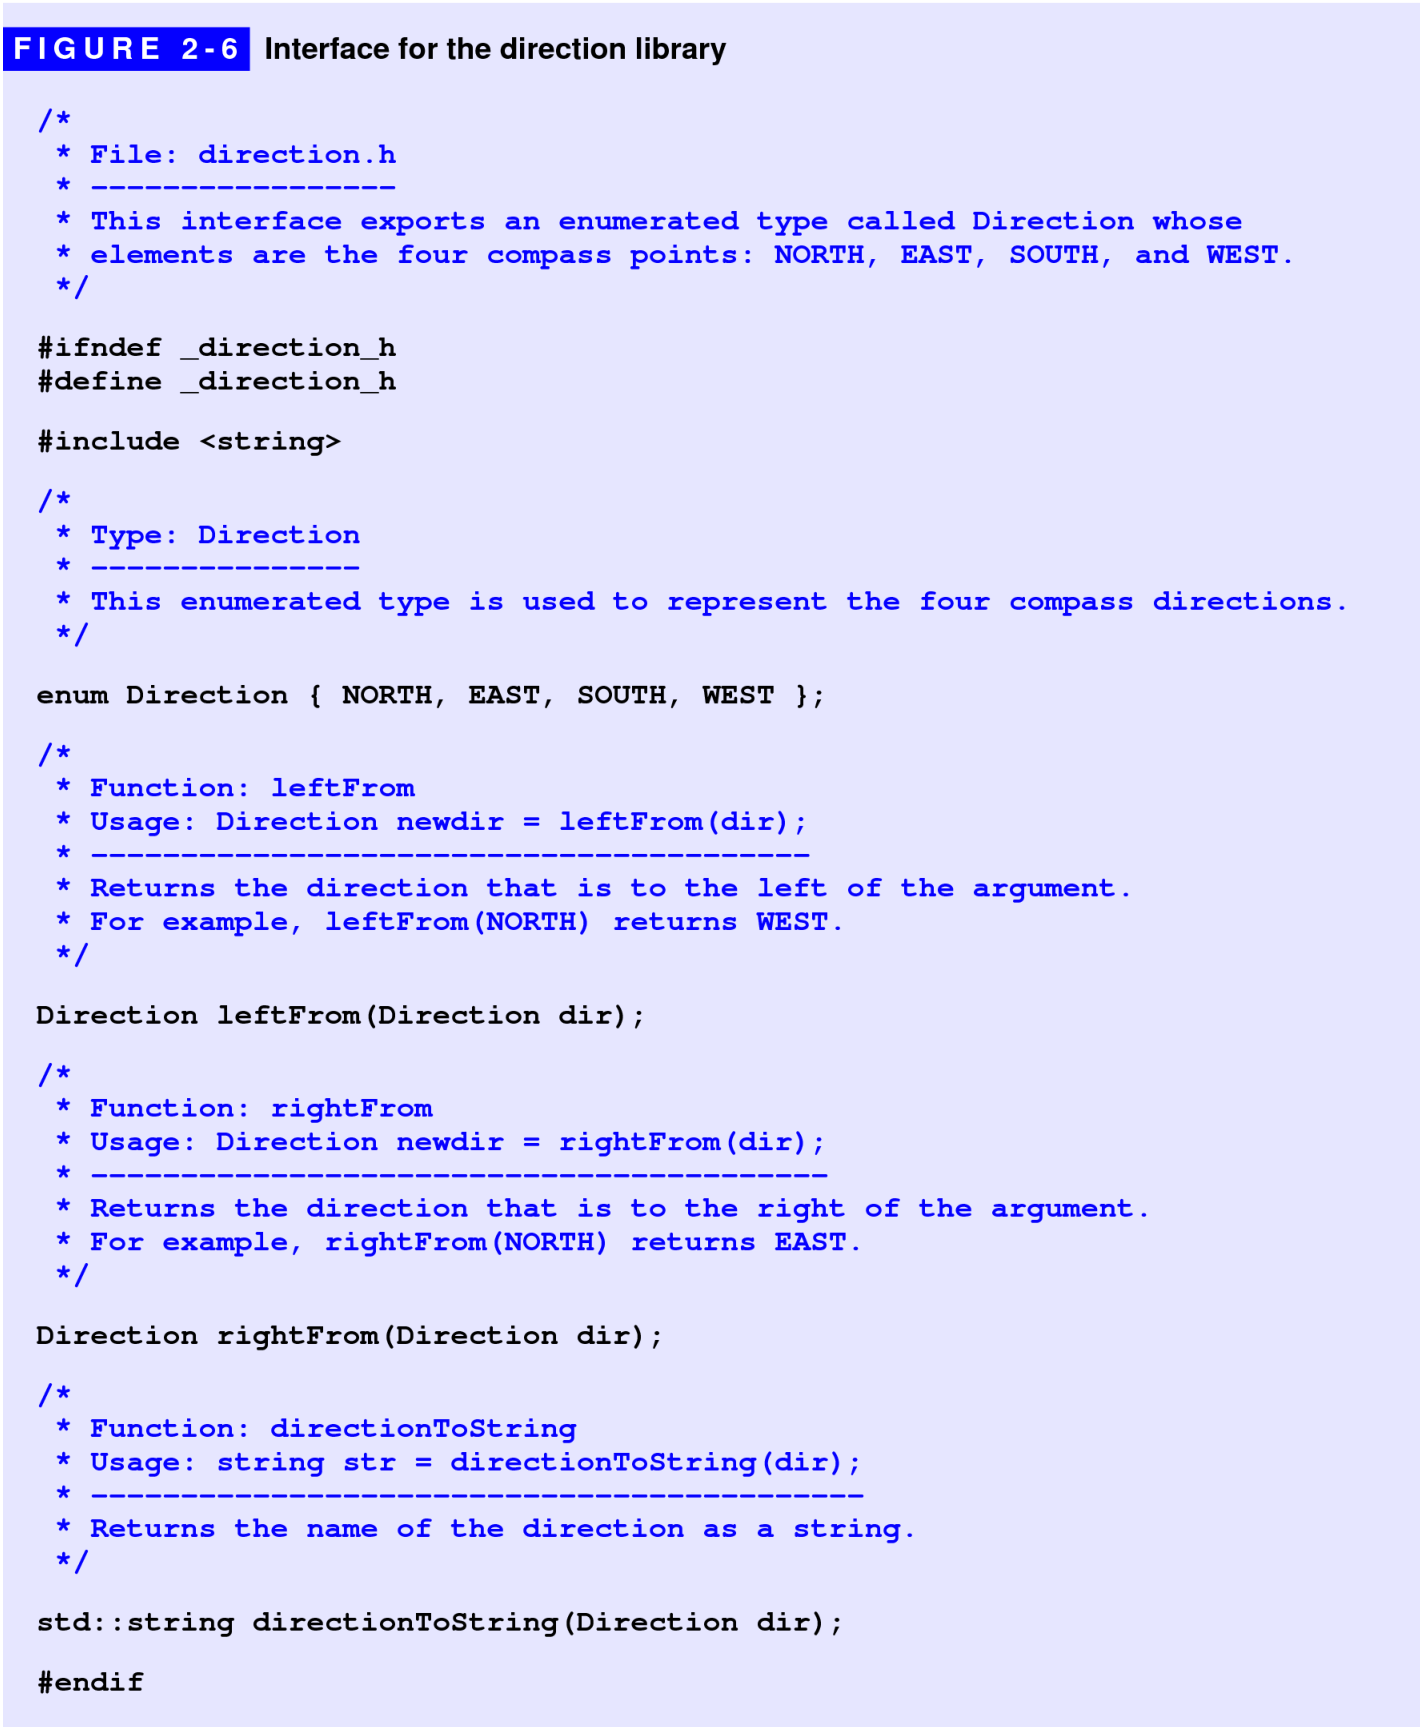 FIGURE 2-6 Interface for the direction library
/*
 * File: direction.h
 * -----------------
 * This interface exports an enumerated type called Direction whose
 * elements are the four compass points: NORTH, EAST, SOUTH, and WEST.
 */
#ifndef _direction_h
#define _direction_h
#include <string>
/*
 * Type: Direction
 * ---------------
 * This enumerated type is used to represent the four compass directions.
 */
enum Direction { NORTH, EAST, SOUTH, WEST };
/*
 * Function: leftFrom
 * Usage: Direction newdir = leftFrom(dir);
 * ----------------------------------------
 * Returns the direction that is to the left of the argument.
 * For example, leftFrom(NORTH) returns WEST.
 */
Direction leftFrom(Direction dir);
/*
 * Function: rightFrom
 * Usage: Direction newdir = rightFrom(dir);
 * -----------------------------------------
 * Returns the direction that is to the right of the argument.
 * For example, rightFrom(NORTH) returns EAST.
 */
Direction rightFrom(Direction dir);
/*
 * Function: directionToString
 * Usage: string str = directionToString(dir);
 * -------------------------------------------
 * Returns the name of the direction as a string.
 */
std::string directionToString(Direction dir);
#endif